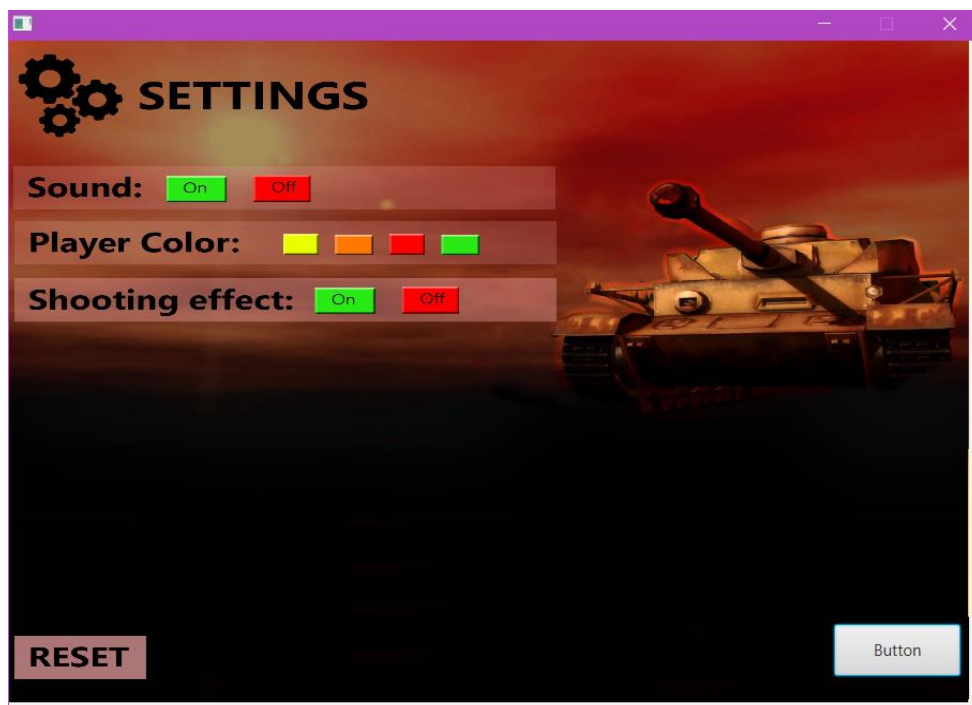 SETTINGS
Sound: On Off
Player Color:
Shooting effect: On Off
RESET
Button